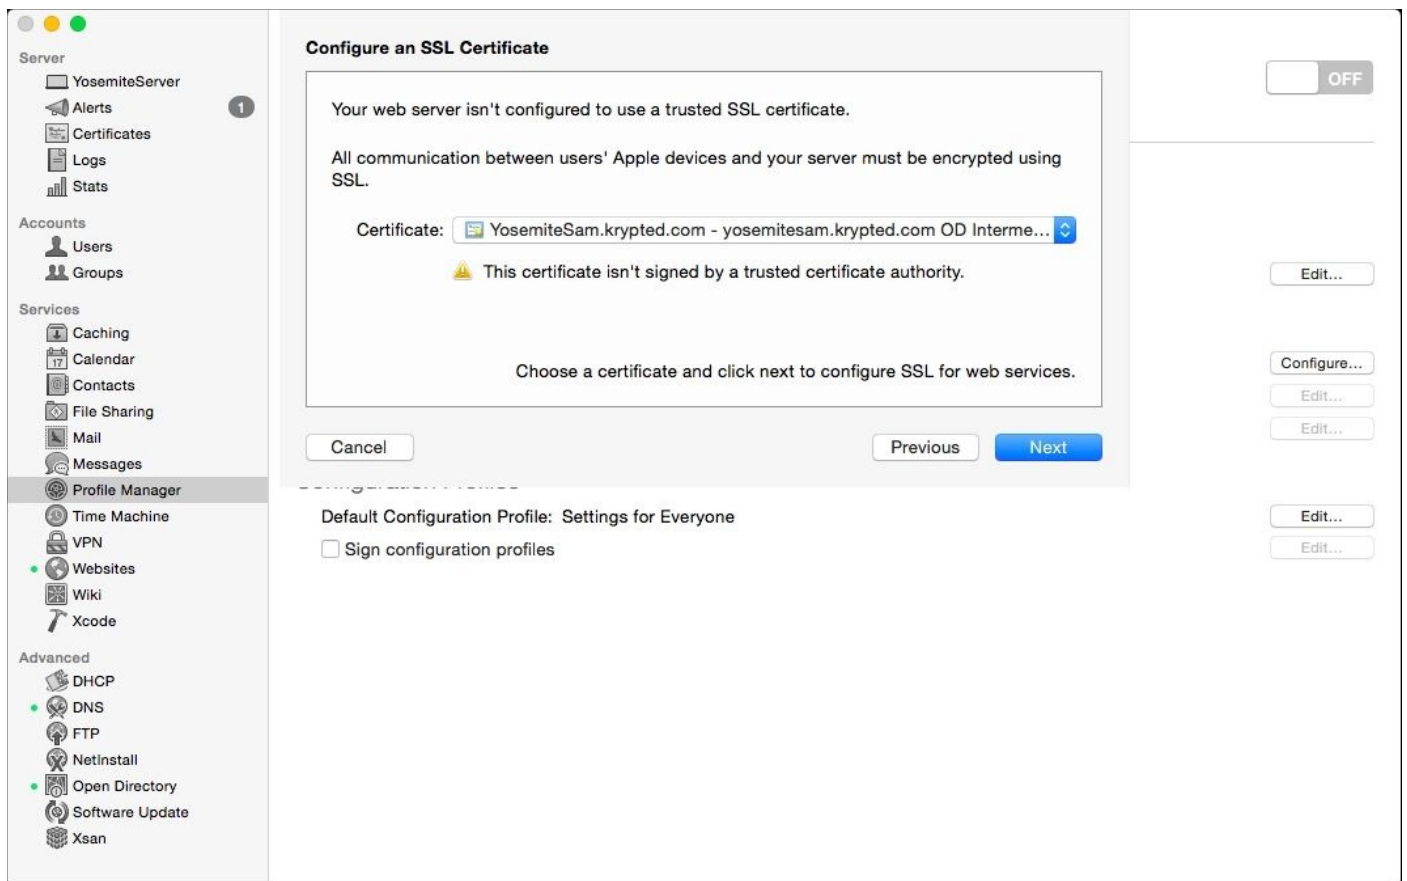 Server
YosemiteServer
Alerts
1
Certificates
Logs
Stats
Accounts
Users
Groups
Services
Caching
17
Calendar
Contacts
File Sharing
Mail
Messages
Profile Manager
Time Machine
VPN
Websites
Wiki
Xcode
Advanced
DHCP
DNS
FTP
NetInstall
Open Directory
Software Update
Xsan
Configure an SSL Certificate
Your web server isn't configured to use a trusted SSL certificate.
All communication between users' Apple devices and your server must be encrypted using
SSL.
Certificate: YosemiteSam.krypted.com - yosemitesam.krypted.com OD Interme...
This certificate isn't signed by a trusted certificate authority.
Choose a certificate and click next to configure SSL for web services.
Cancel
Previous
Next
OFF
Edit...
Configure...
Edit...
Edit...
Configuration Profiles
Default Configuration Profile: Settings for Everyone
Edit...
Sign configuration profiles
Edit...